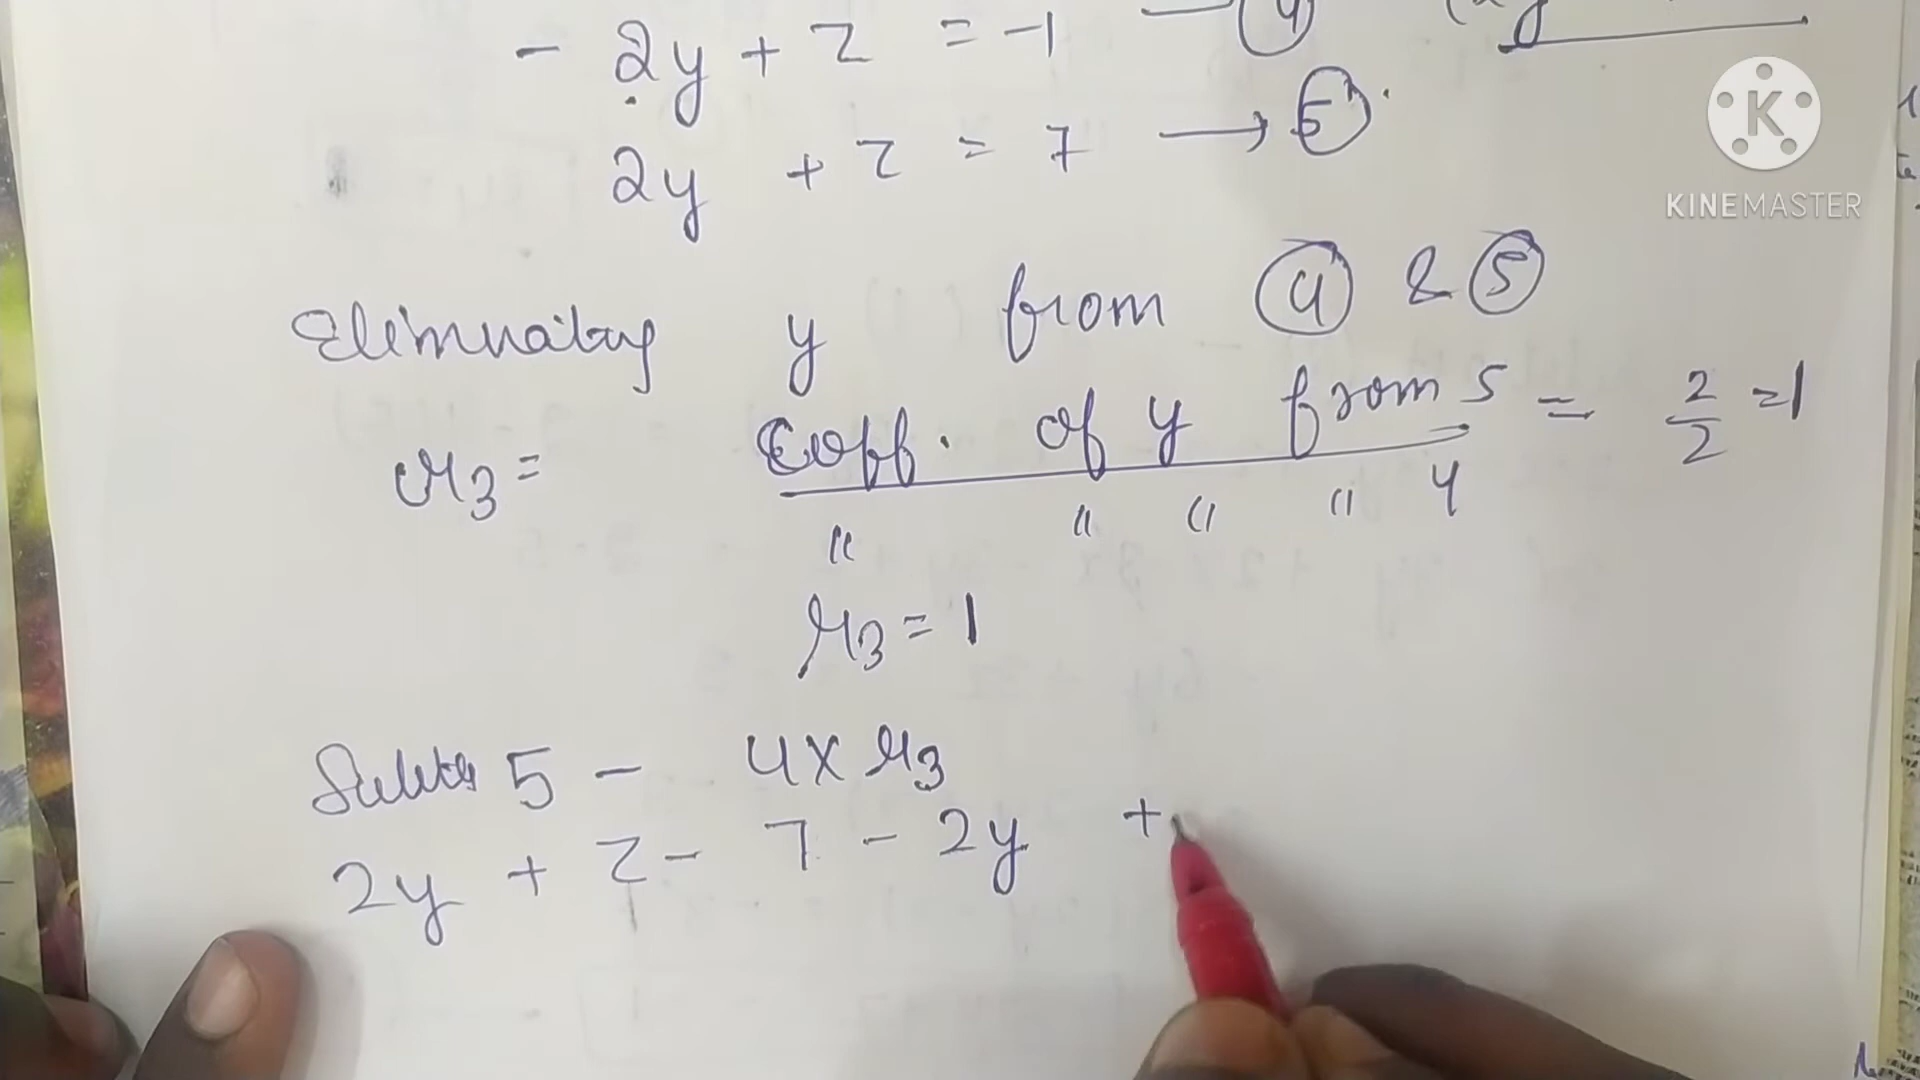 - 2y + z = -1 — 4
2y + z = 7 → 5
KINEMASTER
Eliminating y from 4 & 5
r3 = Coff. of y from 5 = 2/2 = 1
" " " " 4
r3 = 1
5 - 4 x r3
2y + z - 7 - 2y +